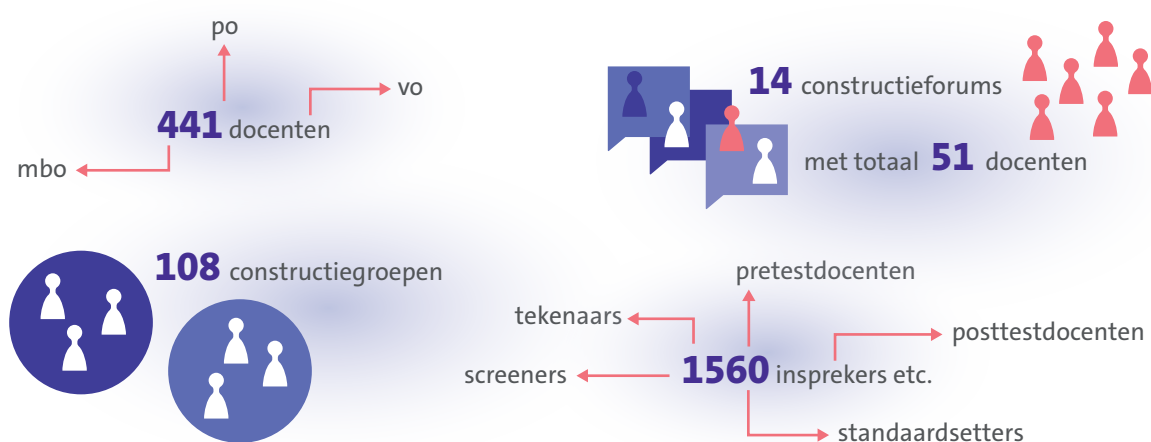 po
vo
441 docenten
mbo
14 constructieforums
met totaal 51 docenten
108 constructiegroepen
pretestdocenten
tekenaars
posttestdocenten
screeners
1560 insprekers etc.
standaardsetters